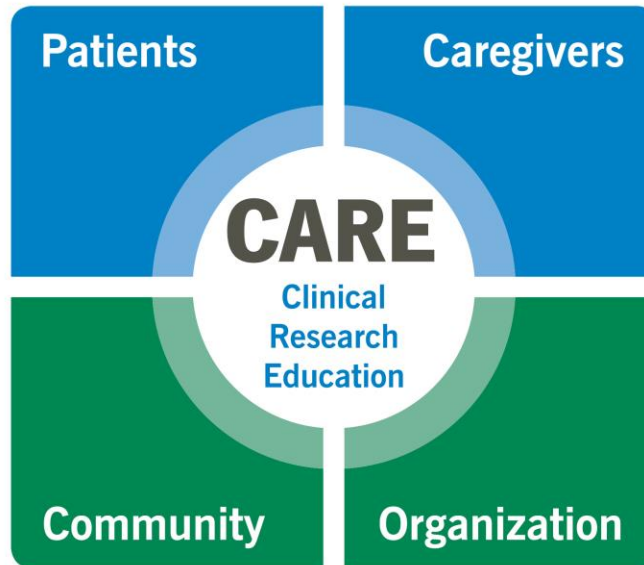 Patients
Caregivers
CARE
Clinical
Research
Education
Community
Organization